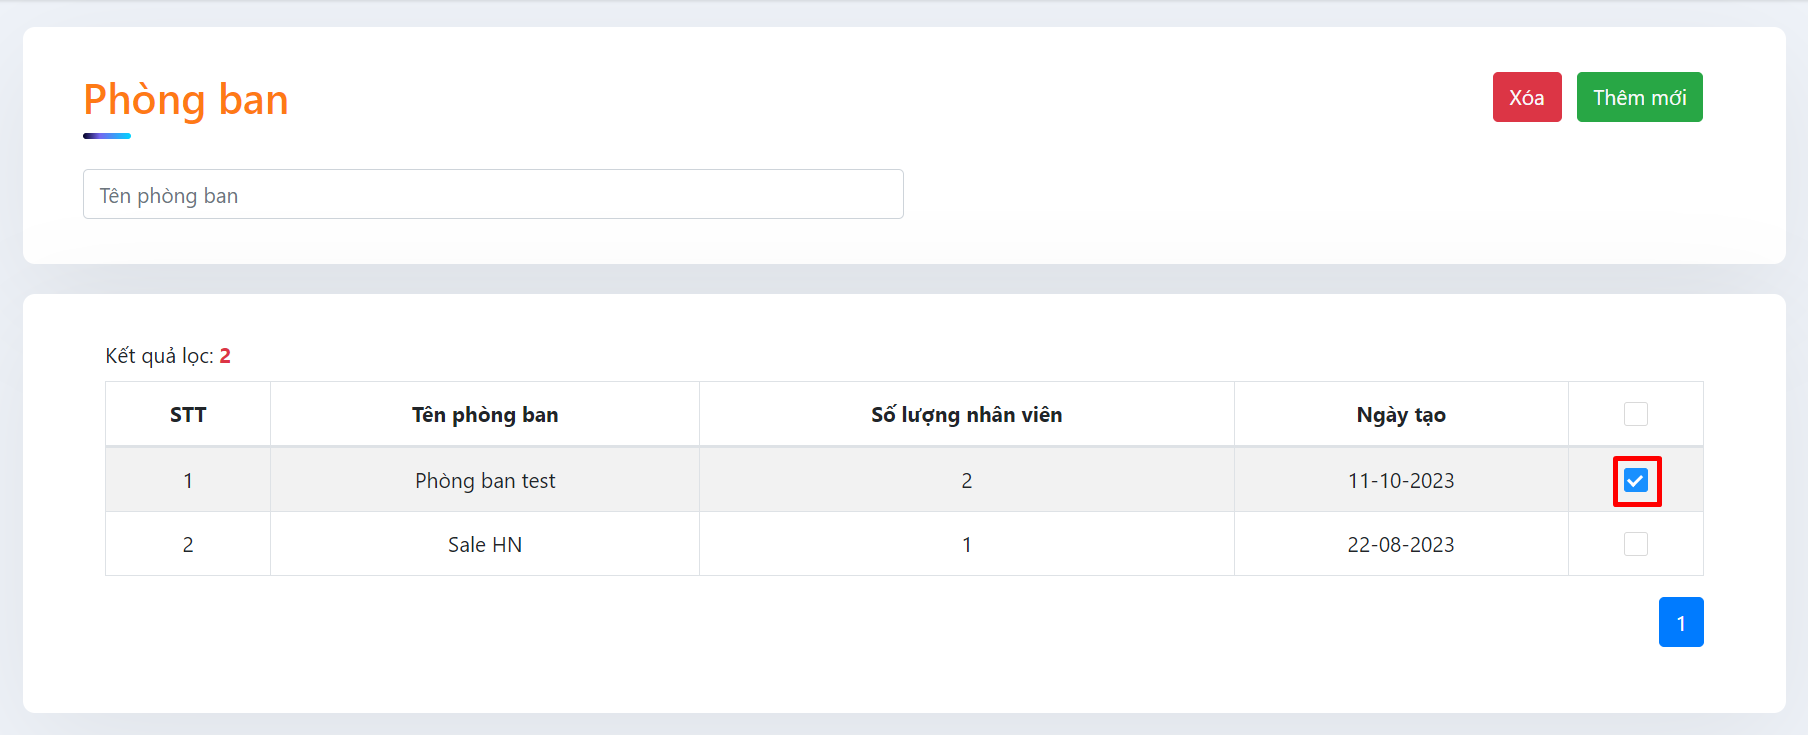 Phòng ban
Xóa
Thêm mới
Tên phòng ban
Kết quả lọc: 2
STT Tên phòng ban Số lượng nhân viên Ngày tạo
1 Phòng ban test 2 11-10-2023
2 Sale HN 1 22-08-2023
1